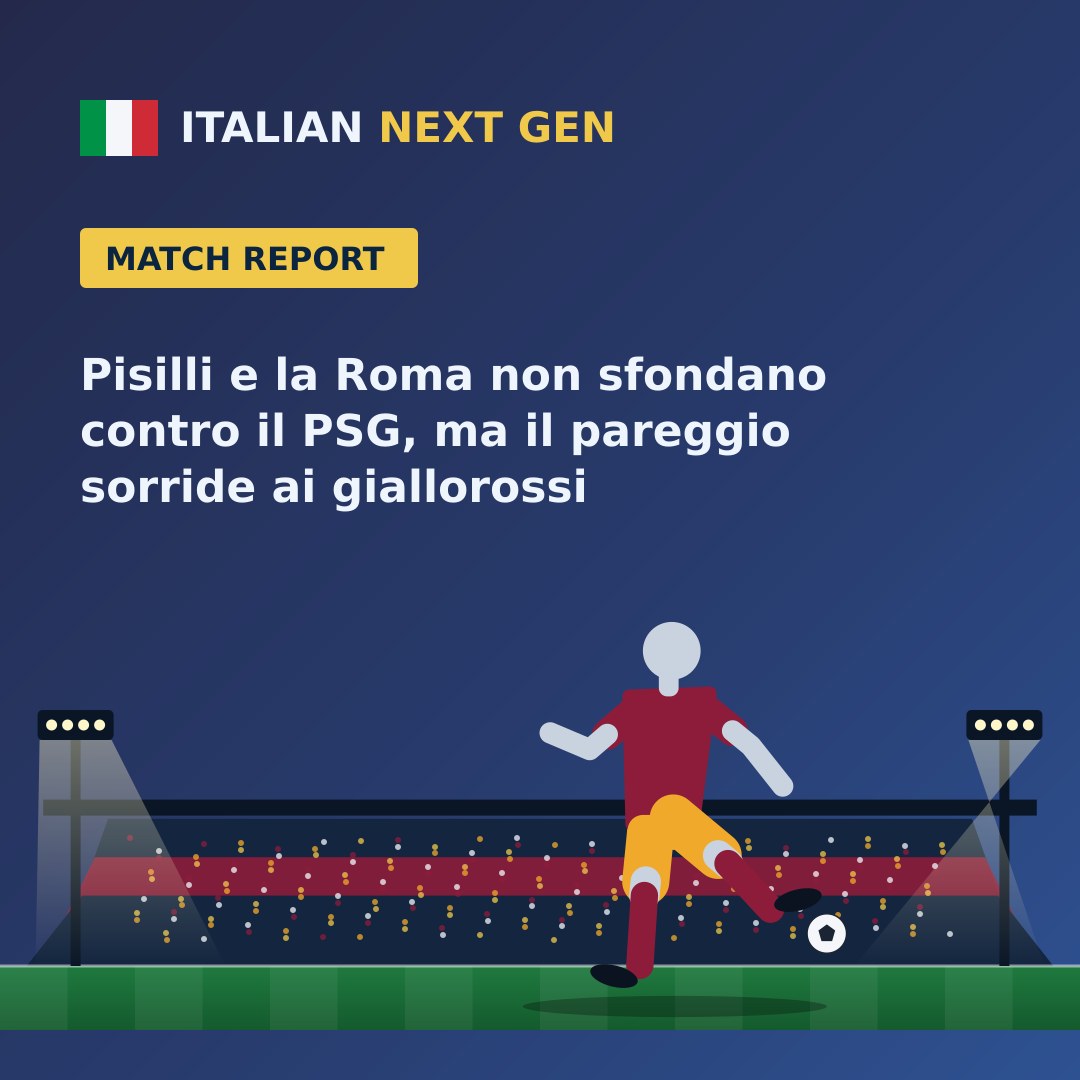 ITALIAN NEXT GEN
MATCH REPORT
Pisilli e la Roma non sfondano
contro il PSG, ma il pareggio
sorride ai giallorossi